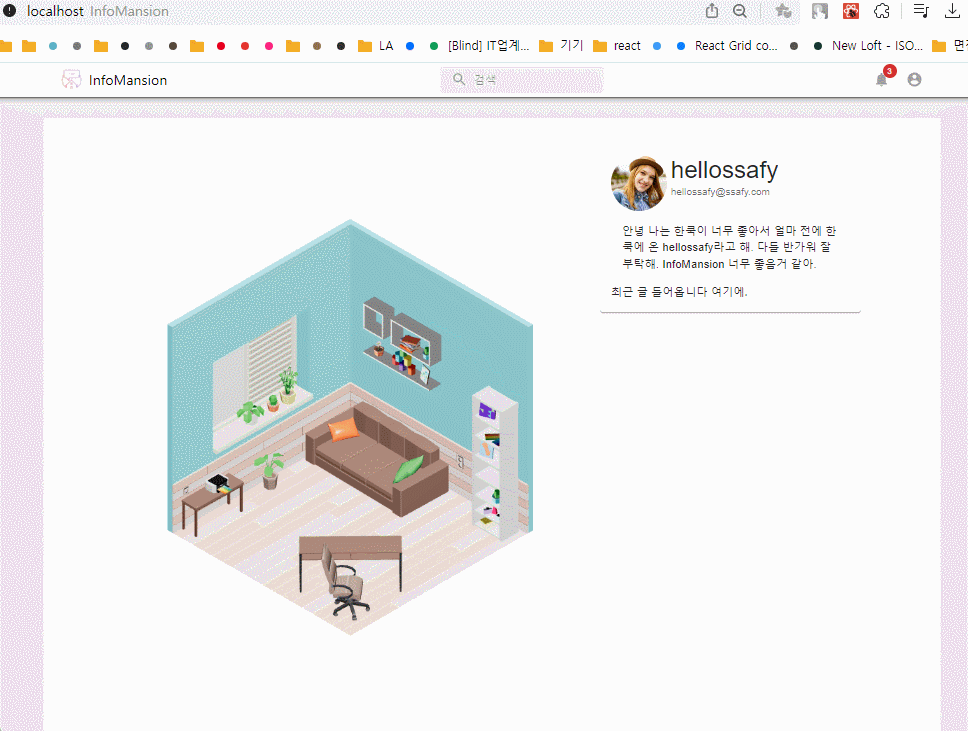 localhost InfoMansion
LA [Blind] IT업계... 기기 react React Grid co... New Loft - ISO... 면접
InfoMansion 검색 3
hellossafy
hellossafy@ssafy.com
안녕 나는 한국이 너무 좋아서 얼마 전에 한
국에 온 hellossafy라고 해. 다들 반가워 잘
부탁해. InfoMansion 너무 좋은거 같아.
최근 글 들어옵니다 여기에.